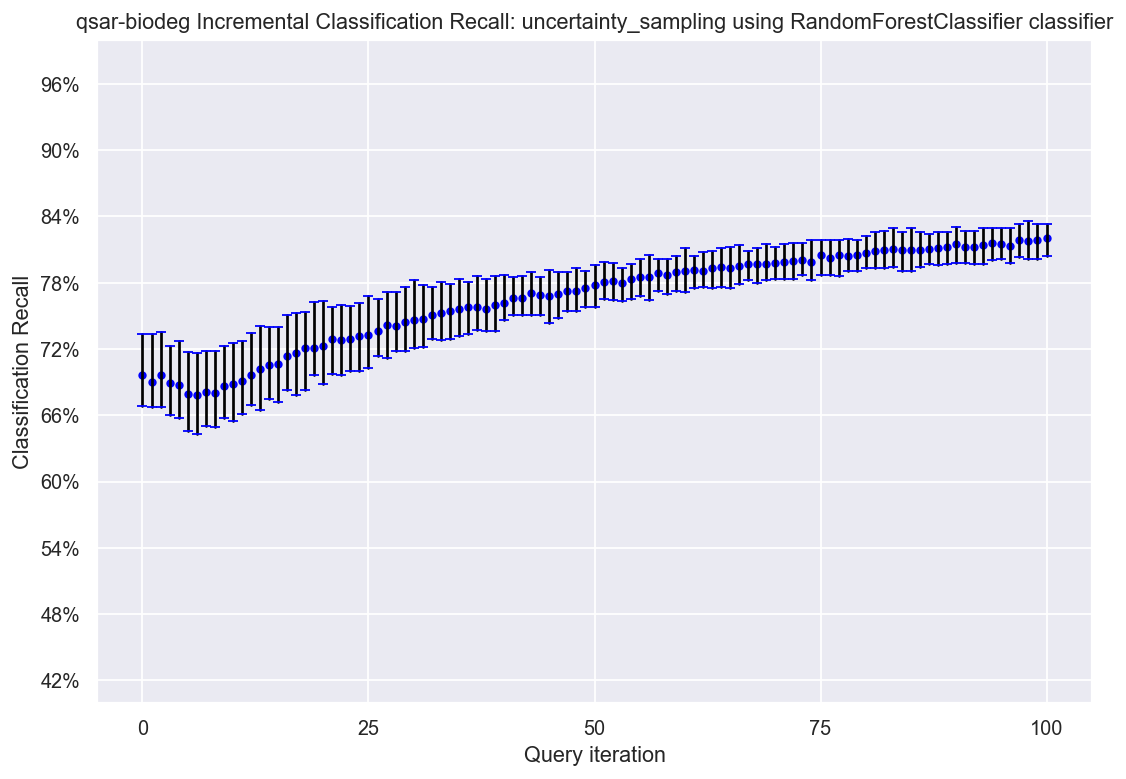 qsar-biodeg Incremental Classification Recall: uncertainty_sampling using RandomForestClassifier classifier
96%
90%
84%
78%
72%
66%
60%
54%
48%
42%
Classification Recall
0 25 50 75 100
Query iteration